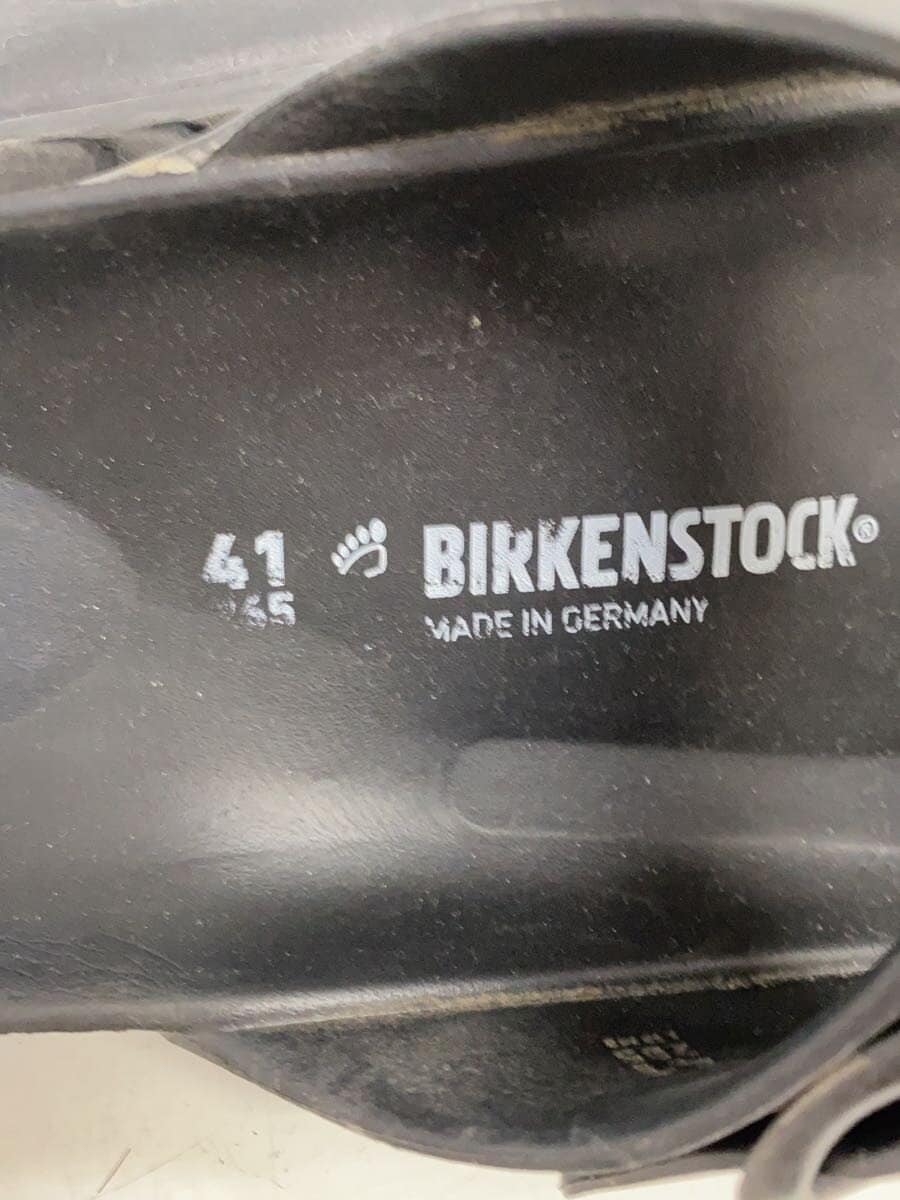 41
265
BIRKENSTOCK®
MADE IN GERMANY